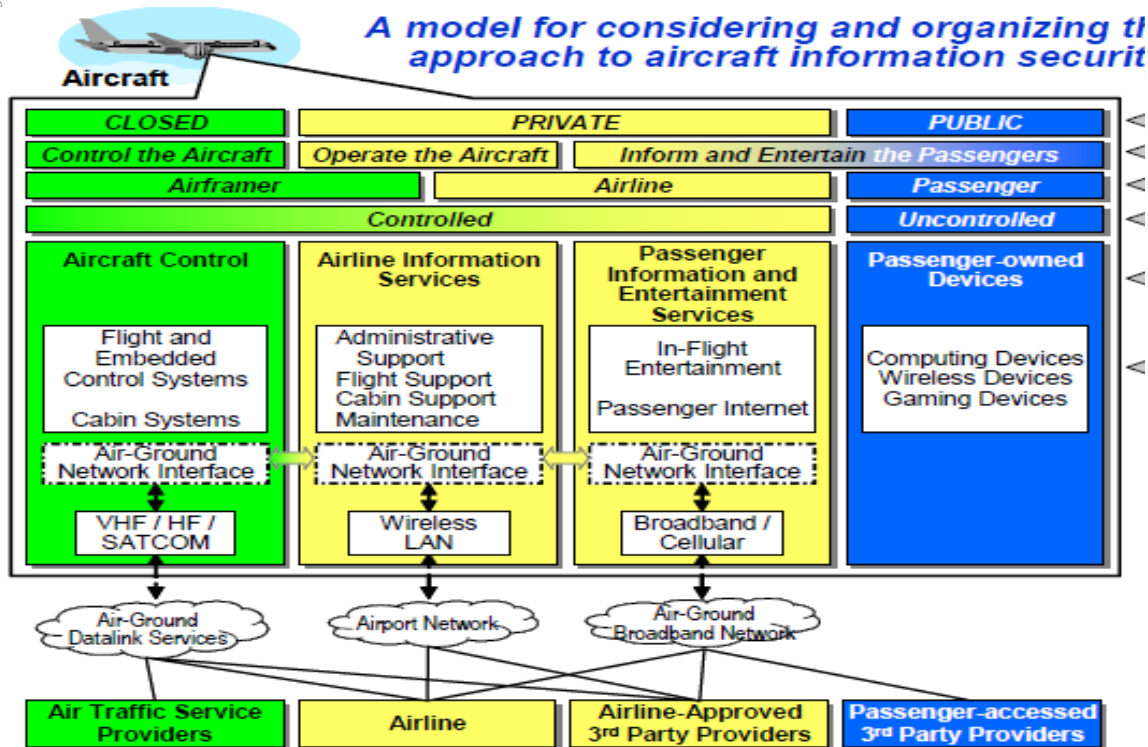 A model for considering and organizing th
approach to aircraft information securit
Aircraft
CLOSED
PRIVATE
PUBLIC
Control the Aircraft
Operate the Aircraft
Inform and Entertain the Passengers
Airframer
Airline
Passenger
Controlled
Uncontrolled
Aircraft Control
Flight and
Embedded
Control Systems
Cabin Systems
Air-Ground
Network Interface
VHF / HF /
SATCOM
Airline Information
Services
Administrative
Support
Flight Support
Cabin Support
Maintenance
Air-Ground
Network Interface
Wireless
LAN
Passenger
Information and
Entertainment
Services
In-Flight
Entertainment
Passenger Internet
Air-Ground
Network Interface
Broadband /
Cellular
Passenger-owned
Devices
Computing Devices
Wireless Devices
Gaming Devices
Air-Ground
Datalink Services
Airport Network
Air-Ground
Broadband Network
Air Traffic Service
Providers
Airline
Airline-Approved
3rd Party Providers
Passenger-accessed
3rd Party Providers